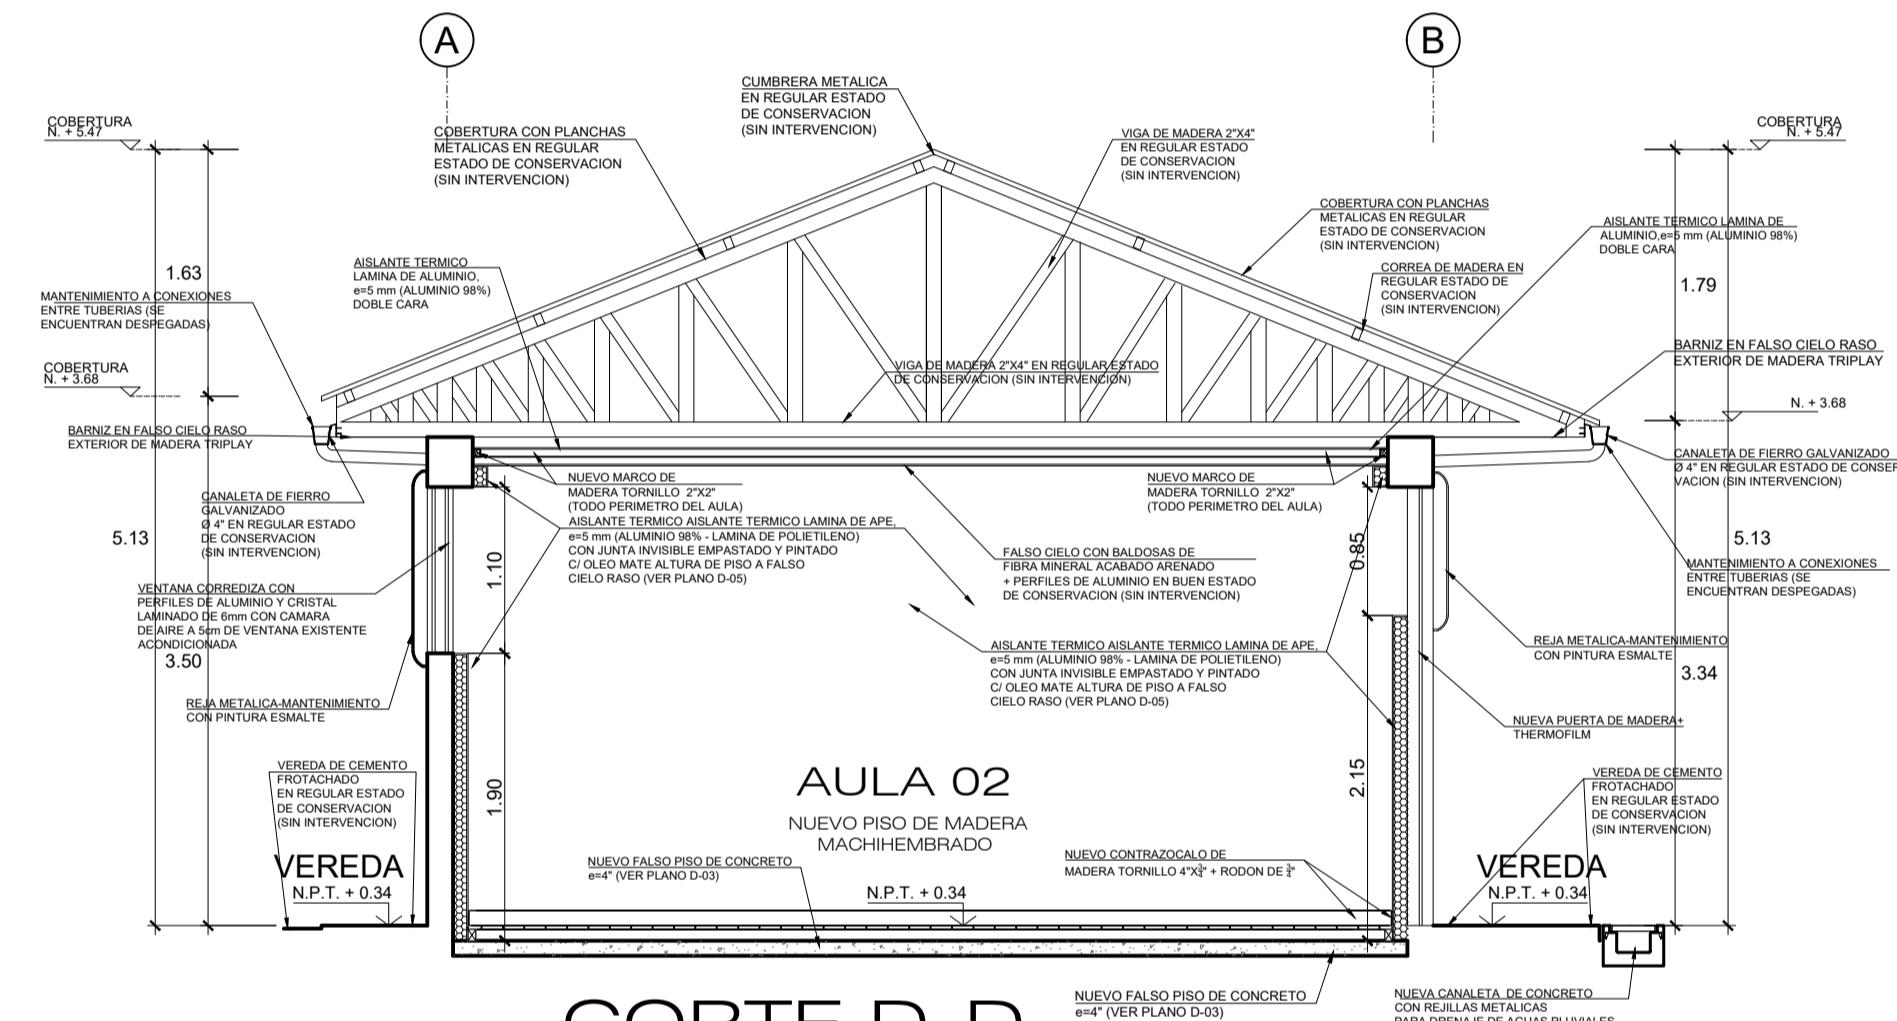 A
B
CUMBRERA METALICA
EN REGULAR ESTADO
DE CONSERVACION
(SIN INTERVENCION)
COBERTURA
N. + 5.47
COBERTURA CON PLANCHAS
METALICAS EN REGULAR
ESTADO DE CONSERVACION
(SIN INTERVENCION)
VIGA DE MADERA 2"X4"
EN REGULAR ESTADO
DE CONSERVACION
(SIN INTERVENCION)
COBERTURA
N. + 5.47
COBERTURA CON PLANCHAS
METALICAS EN REGULAR
ESTADO DE CONSERVACION
(SIN INTERVENCION)
AISLANTE TERMICO LAMINA DE
ALUMINIO,e=5 mm (ALUMINIO 98%)
DOBLE CARA
1.63
AISLANTE TERMICO
LAMINA DE ALUMINIO,
e=5 mm (ALUMINIO 98%)
DOBLE CARA
CORREA DE MADERA EN
REGULAR ESTADO DE
CONSERVACION
(SIN INTERVENCION)
1.79
MANTENIMIENTO A CONEXIONES
ENTRE TUBERIAS (SE
ENCUENTRAN DESPEGADAS)
BARNIZ EN FALSO CIELO RASO
EXTERIOR DE MADERA TRIPLAY
COBERTURA
N. + 3.68
VIGA DE MADERA 2"X4" EN REGULAR ESTADO
DE CONSERVACION (SIN INTERVENCION)
N. + 3.68
BARNIZ EN FALSO CIELO RASO
EXTERIOR DE MADERA TRIPLAY
CANALETA DE FIERRO GALVANIZADO
Ø 4" EN REGULAR ESTADO DE CONSER
VACION (SIN INTERVENCION)
NUEVO MARCO DE
MADERA TORNILLO 2"X2"
(TODO PERIMETRO DEL AULA)
NUEVO MARCO DE
MADERA TORNILLO 2"X2"
(TODO PERIMETRO DEL AULA)
CANALETA DE FIERRO
GALVANIZADO
Ø 4" EN REGULAR ESTADO
DE CONSERVACION
(SIN INTERVENCION)
AISLANTE TERMICO AISLANTE TERMICO LAMINA DE APE,
e=5 mm (ALUMINIO 98% - LAMINA DE POLIETILENO)
CON JUNTA INVISIBLE EMPASTADO Y PINTADO
C/ OLEO MATE ALTURA DE PISO A FALSO
CIELO RASO (VER PLANO D-05)
5.13
1.10
FALSO CIELO CON BALDOSAS DE
FIBRA MINERAL ACABADO ARENADO
+ PERFILES DE ALUMINIO EN BUEN ESTADO
DE CONSERVACION (SIN INTERVENCION)
0.85
5.13
MANTENIMIENTO A CONEXIONES
ENTRE TUBERIAS (SE
ENCUENTRAN DESPEGADAS)
VENTANA CORREDIZA CON
PERFILES DE ALUMINIO Y CRISTAL
LAMINADO DE 6mm CON CAMARA
DE AIRE A 5cm DE VENTANA EXISTENTE
ACONDICIONADA
3.50
AISLANTE TERMICO AISLANTE TERMICO LAMINA DE APE,
e=5 mm (ALUMINIO 98% - LAMINA DE POLIETILENO)
CON JUNTA INVISIBLE EMPASTADO Y PINTADO
C/ OLEO MATE ALTURA DE PISO A FALSO
CIELO RASO (VER PLANO D-05)
REJA METALICA-MANTENIMIENTO
CON PINTURA ESMALTE
3.34
REJA METALICA-MANTENIMIENTO
CON PINTURA ESMALTE
NUEVA PUERTA DE MADERA+
THERMOFILM
VEREDA DE CEMENTO
FROTACHADO
EN REGULAR ESTADO
DE CONSERVACION
(SIN INTERVENCION)
1.90
AULA 02
NUEVO PISO DE MADERA
MACHIHEMBRADO
2.15
VEREDA DE CEMENTO
FROTACHADO
EN REGULAR ESTADO
DE CONSERVACION
(SIN INTERVENCION)
VEREDA
N.P.T. + 0.34
NUEVO FALSO PISO DE CONCRETO
e=4" (VER PLANO D-03)
N.P.T. + 0.34
NUEVO CONTRAZOCALO DE
MADERA TORNILLO 4"X¾" + RODON DE ¾"
VEREDA
N.P.T. + 0.34
CORTE D-D
NUEVO FALSO PISO DE CONCRETO
e=4" (VER PLANO D-03)
NUEVA CANALETA DE CONCRETO
CON REJILLAS METALICAS
PARA DRENAJE DE AGUAS PLUVIALES